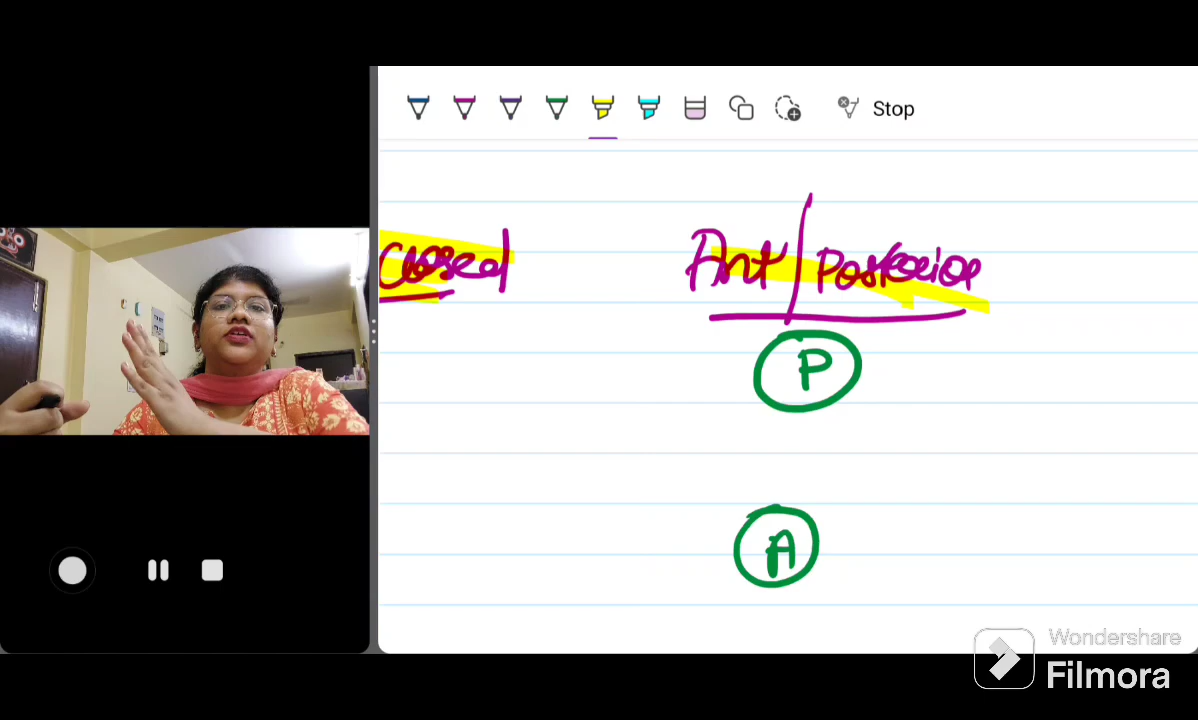 Stop
Closed Ant / Posterior
P
A
Wondershare
Filmora